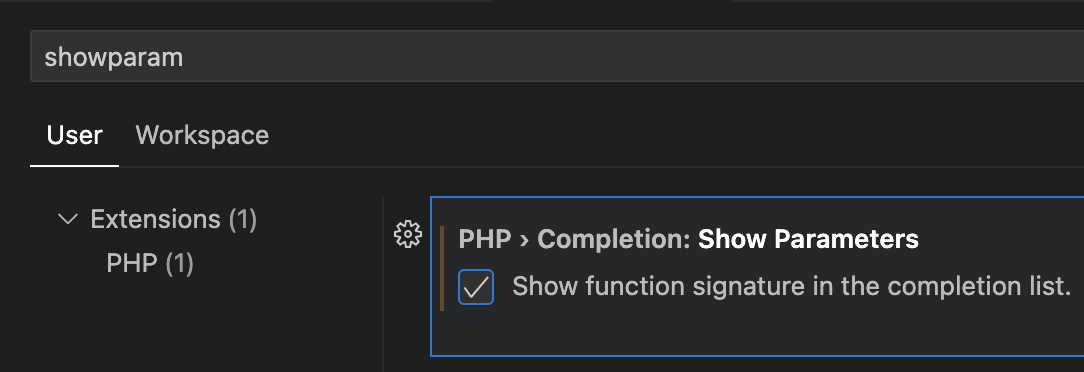 showparam
User
Workspace
Extensions (1)
PHP (1)
PHP › Completion: Show Parameters
Show function signature in the completion list.